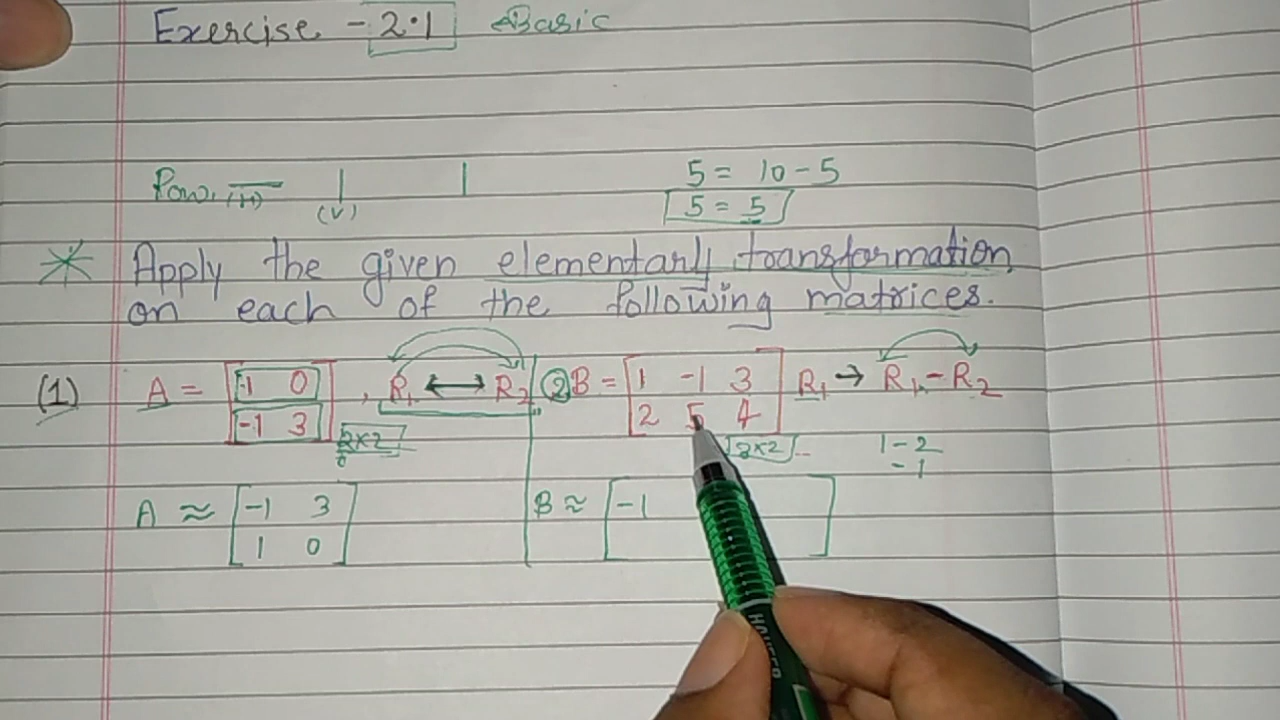 Exercise - 2.1 Basic
Row. (H) (V)
5 = 10 - 5
5 = 5
* Apply the given elementary transformation
on each of the following matrices.
(1) A = [1 0
-1 3] , R₁ ↔ R₂
2×2
② B = [1 -1 3
2 5 4] R₁ → R₁ - R₂
1 - 2
-1
A ≈ [-1 3
1 0]
B ≈ [-1 ]
HAUSER